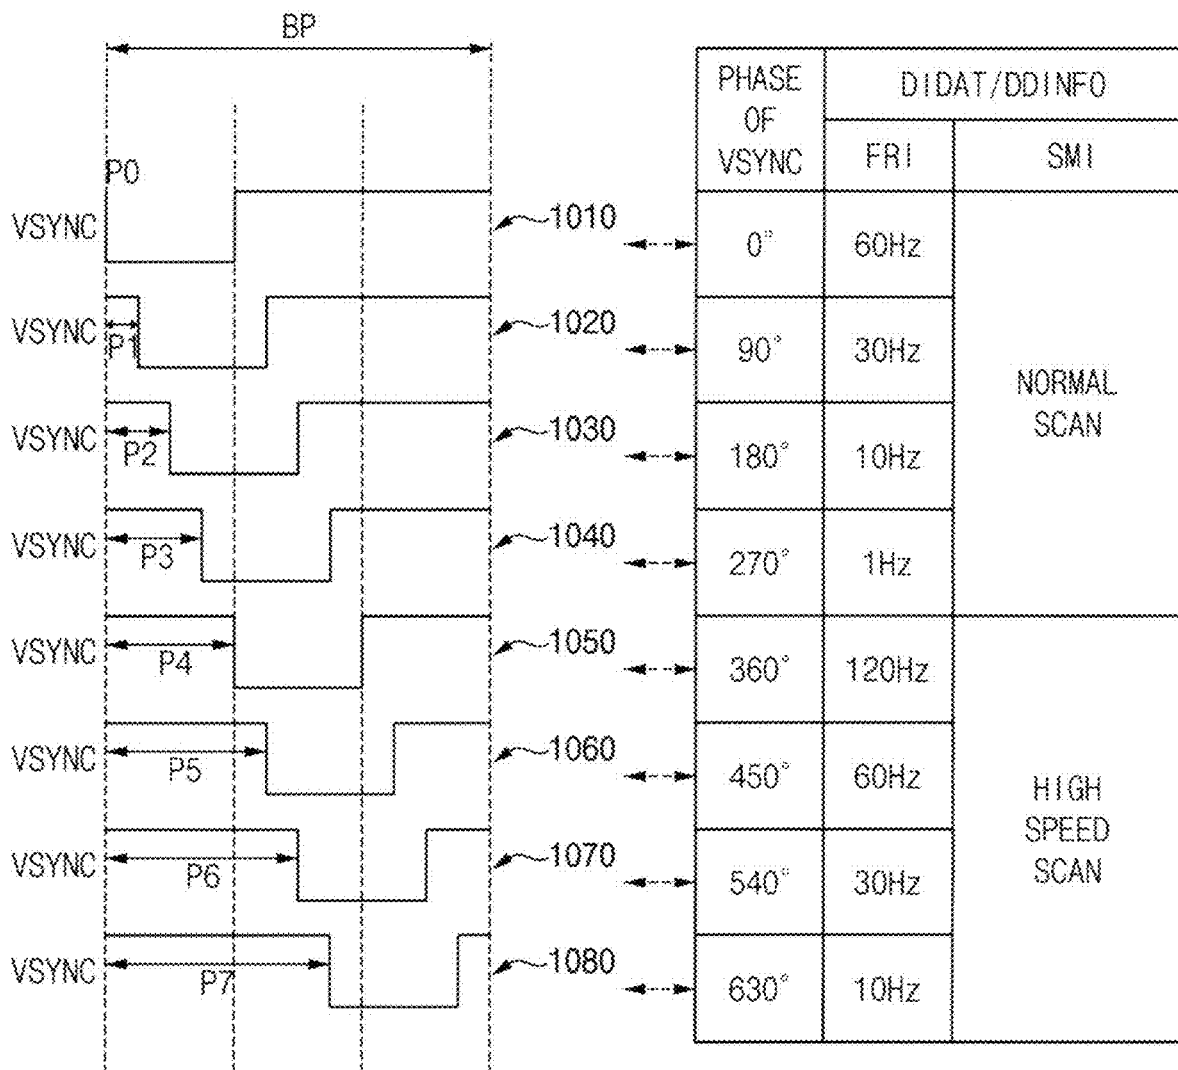 BP
PHASE OF VSYNC
DIDAT/DDINFO
FRI
SMI
P0
VSYNC
1010
0°
60Hz
VSYNC
P1
1020
90°
30Hz
NORMAL
SCAN
VSYNC
P2
1030
180°
10Hz
VSYNC
P3
1040
270°
1Hz
VSYNC
P4
1050
360°
120Hz
VSYNC
P5
1060
450°
60Hz
HIGH
SPEED
SCAN
VSYNC
P6
1070
540°
30Hz
VSYNC
P7
1080
630°
10Hz